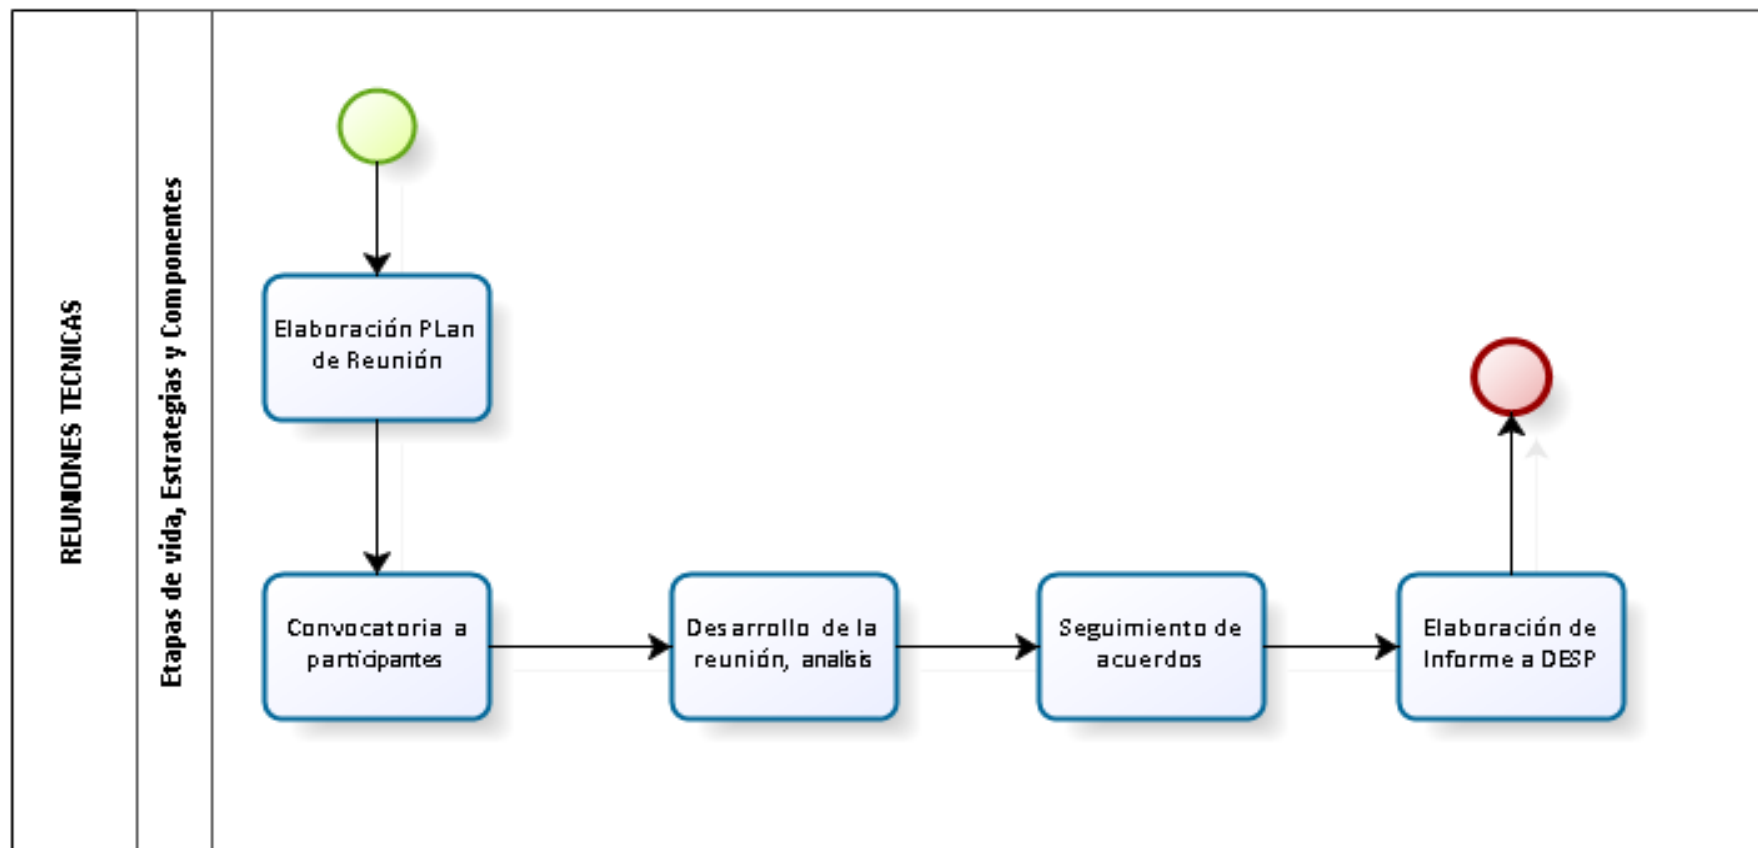 REUNIONES TECNICAS
Etapas de vida, Estrategias y Componentes
Elaboración PLan
de Reunión
Convocatoria a
participantes
Desarrollo de la
reunión, analisis
Seguimiento de
acuerdos
Elaboración de
Informe a DESP